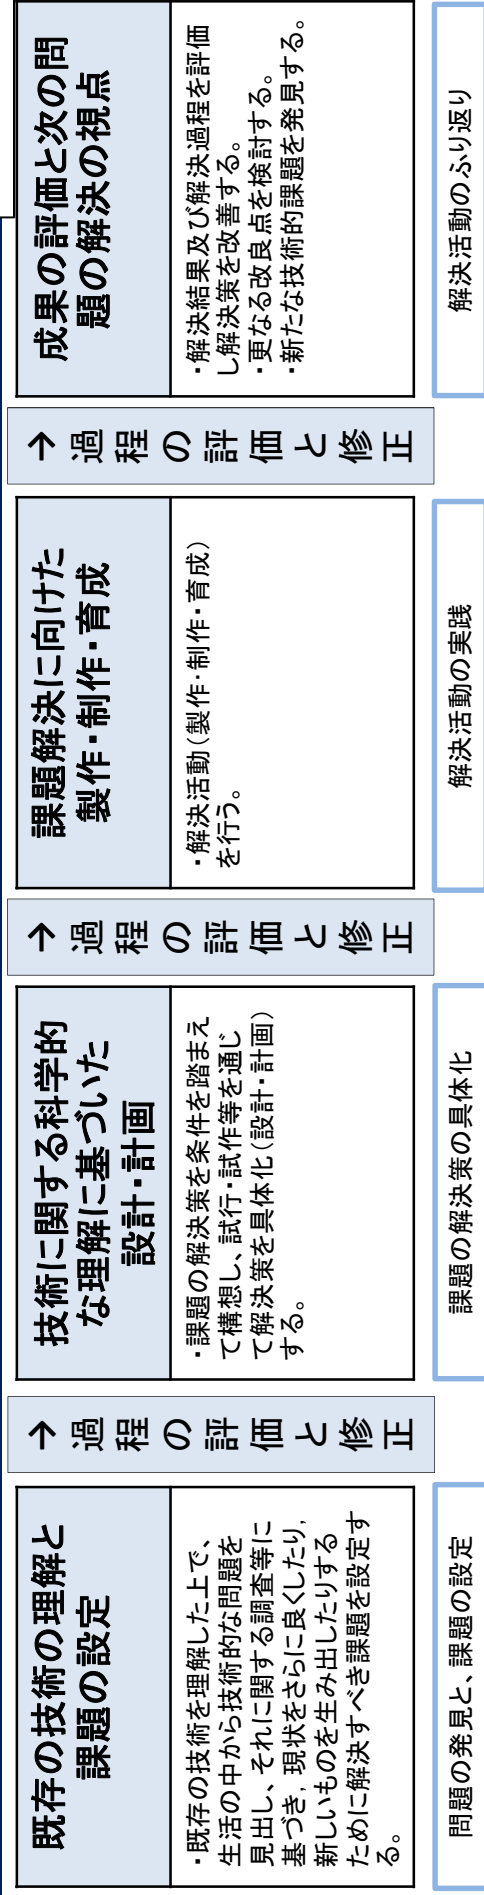 既存の技術の理解と
課題の設定
・既存の技術を理解した上で、
生活の中から技術的な問題を
見出し、それに関する調査等に
基づき，現状をさらに良くしたり，
新しいものを生み出したりする
ために解決すべき課題を設定す
る。
問題の発見と、課題の設定
→過程の評価と修正
技術に関する科学的
な理解に基づいた
設計・計画
・課題の解決策を条件を踏まえ
て構想し、試行・試作等を通じ
て解決策を具体化（設計・計画）
する。
課題の解決策の具体化
→過程の評価と修正
課題解決に向けた
製作・制作・育成
・解決活動（製作・制作・育成）
を行う。
解決活動の実践
→過程の評価と修正
成果の評価と次の問
題の解決の視点
・解決結果及び解決過程を評価
し解決策を改善する。
・更なる改良点を検討する。
・新たな技術的課題を発見する。
解決活動のふり返り